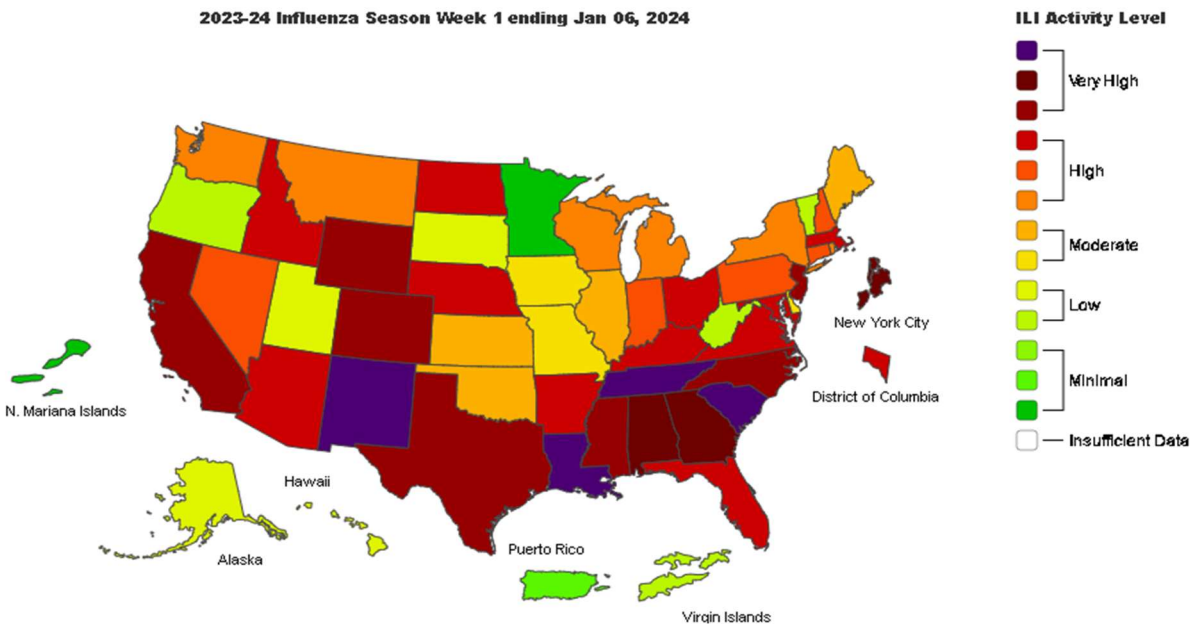 2023-24 Influenza Season Week 1 ending Jan 06, 2024
ILI Activity Level
Very High
High
Moderate
Low
Minimal
Insufficient Data
New York City
District of Columbia
N. Mariana Islands
Hawaii
Alaska
Puerto Rico
Virgin Islands